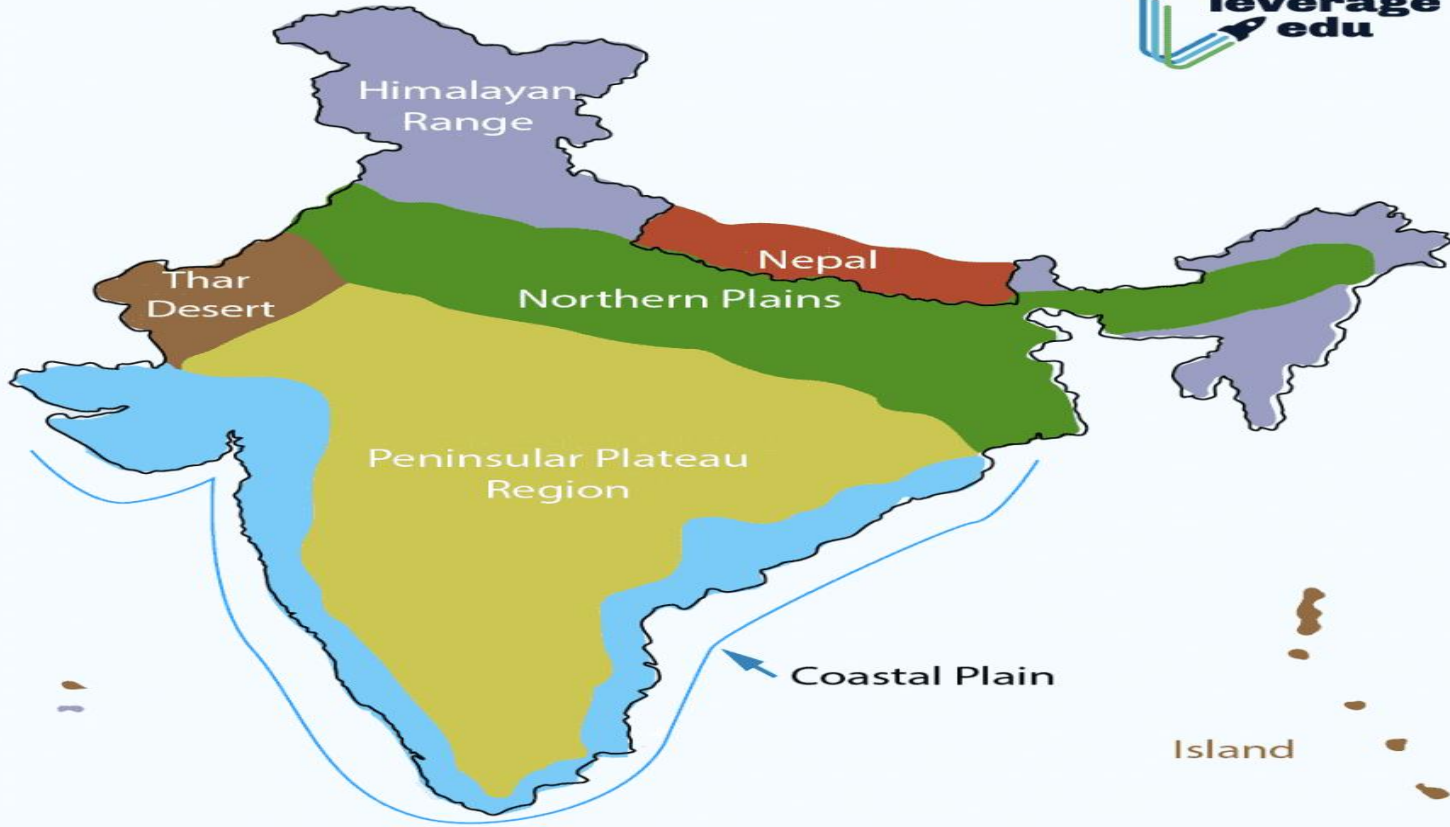 leverage
edu
Himalayan
Range
Nepal
Thar
Desert
Northern Plains
Peninsular Plateau
Region
Coastal Plain
Island